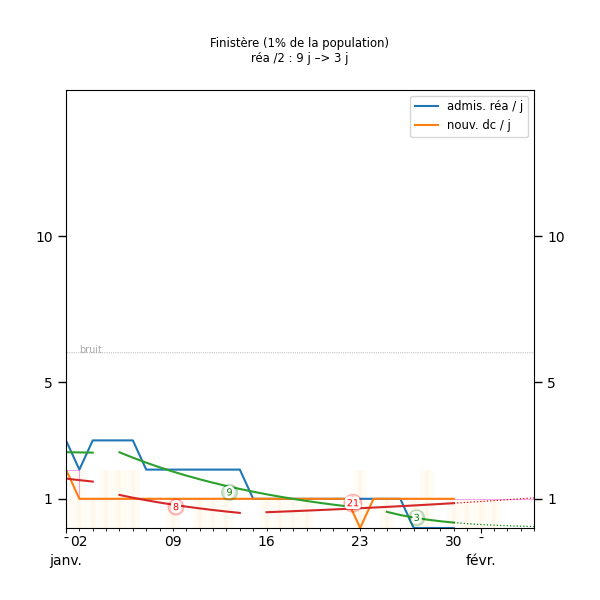 Finistère (1% de la population)
réa /2 : 9 j –> 3 j
admis. réa / j
nouv. dc / j
10 10
bruit
5 5
9
8
21
3
1 1
- 02 09 16 23 30 -
janv. févr.